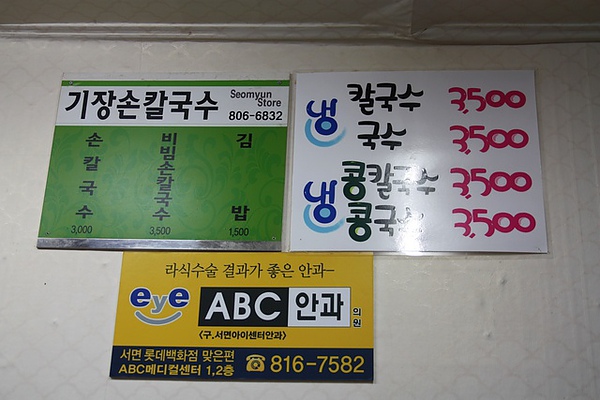 기장손칼국수
Seomyun
Store
806-6832
손칼국수
3,000
비빔손칼국수
3,500
김밥
1,500
냉 칼국수 3,500
국수 3,500
냉 콩칼국수 3,500
콩국수 3,500
라식수술 결과가 좋은 안과~
eye ABC 안과 의원
<구.서면아이센터안과>
서면 롯데백화점 맞은편
ABC메디컬센터 1,2층
☎816-7582